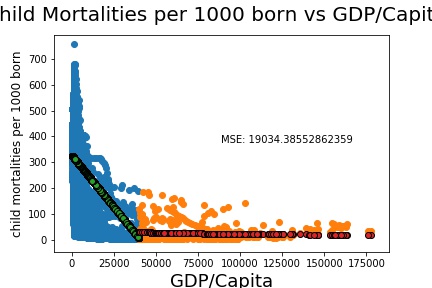 hild Mortalities per 1000 born vs GDP/Capit
child mortalities per 1000 born
700
600
500
400
300
200
100
0
MSE: 19034.38552862359
0 25000 50000 75000 100000 125000 150000 175000
GDP/Capita